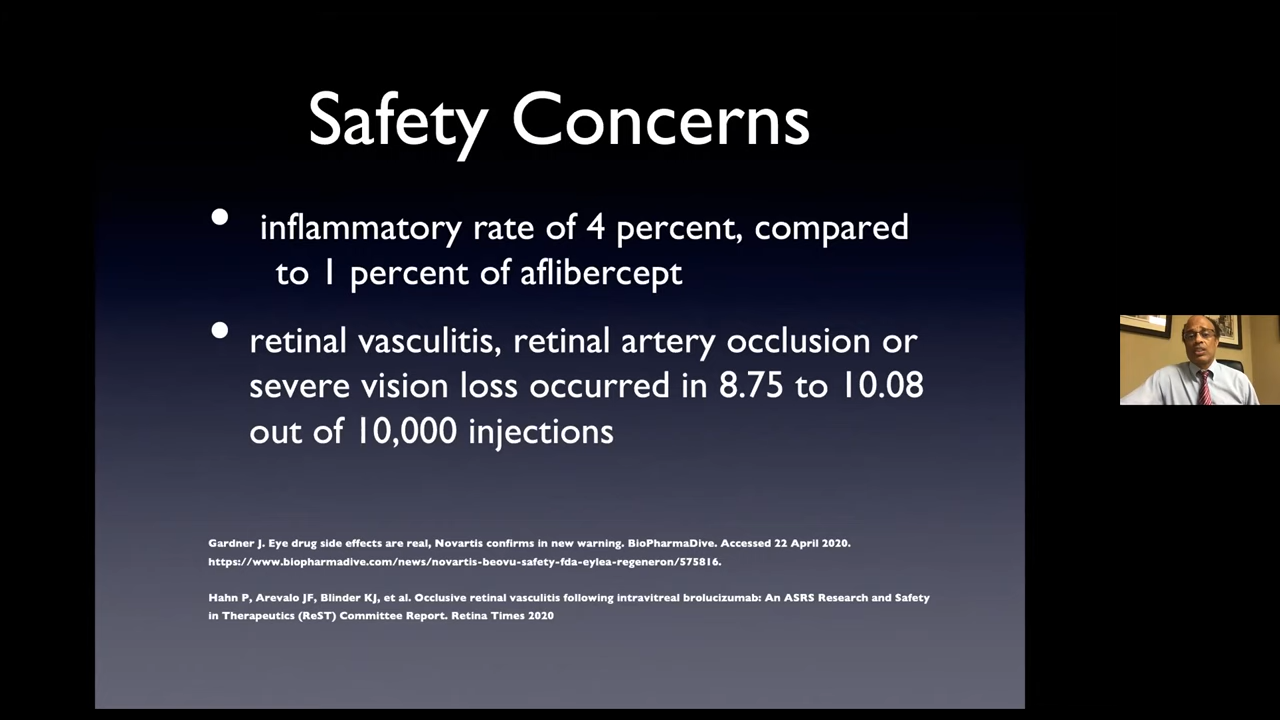 Safety Concerns
• inflammatory rate of 4 percent, compared
to 1 percent of aflibercept
• retinal vasculitis, retinal artery occlusion or
severe vision loss occurred in 8.75 to 10.08
out of 10,000 injections
Gardner J. Eye drug side effects are real, Novartis confirms in new warning. BioPharmaDive. Accessed 22 April 2020.
https://www.biopharmadive.com/news/novartis-beovu-safety-fda-eylea-regeneron/575816.
Hahn P, Arevalo JF, Blinder KJ, et al. Occlusive retinal vasculitis following intravitreal brolucizumab: An ASRS Research and Safety
in Therapeutics (ReST) Committee Report. Retina Times 2020